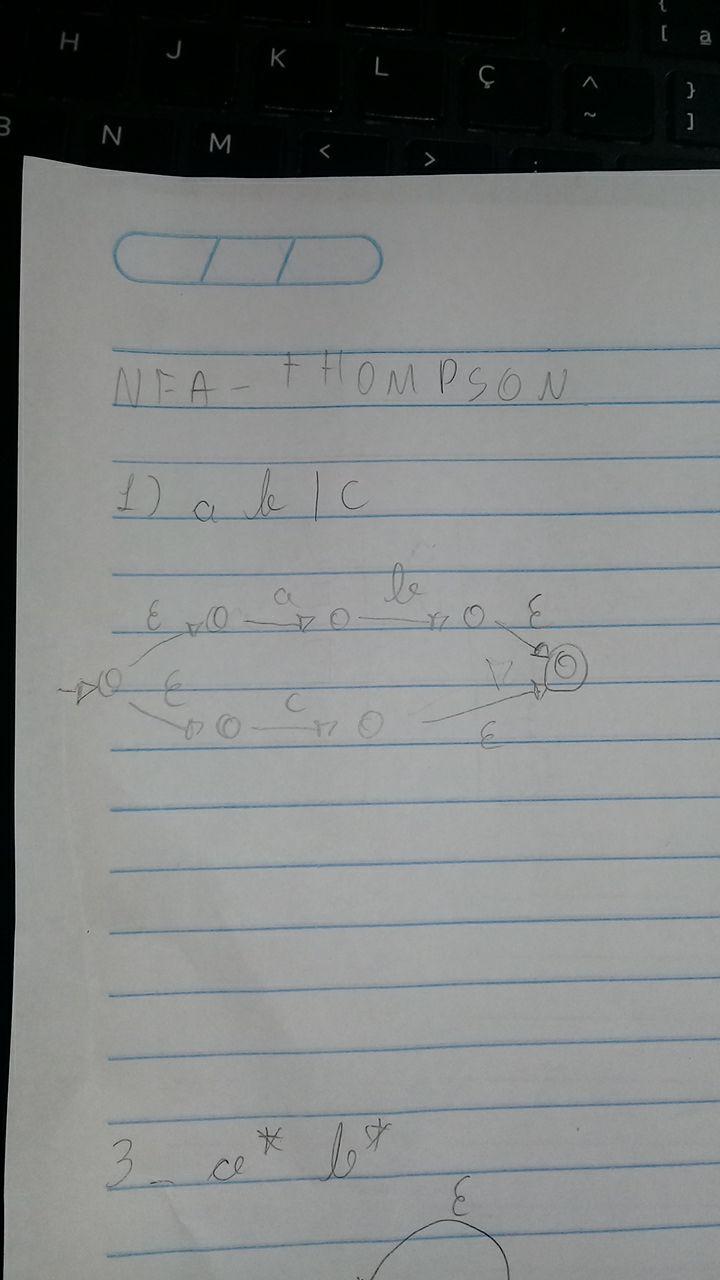 H J K L Ç ^ ~ { [ ª } ]
B N M < > :
NFA - THOMPSON
1) a b | c
ε a b ε
ε c ε
3 - a* b*
ε